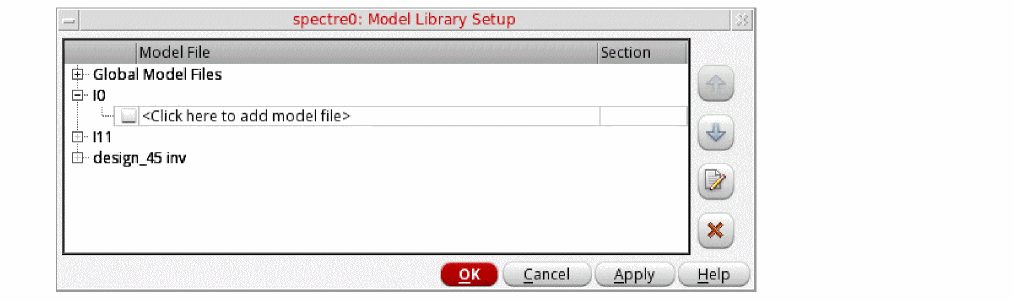 spectre0: Model Library Setup
Model File Section
Global Model Files
I0
<Click here to add model file>
I11
design_45 inv
OK Cancel Apply Help